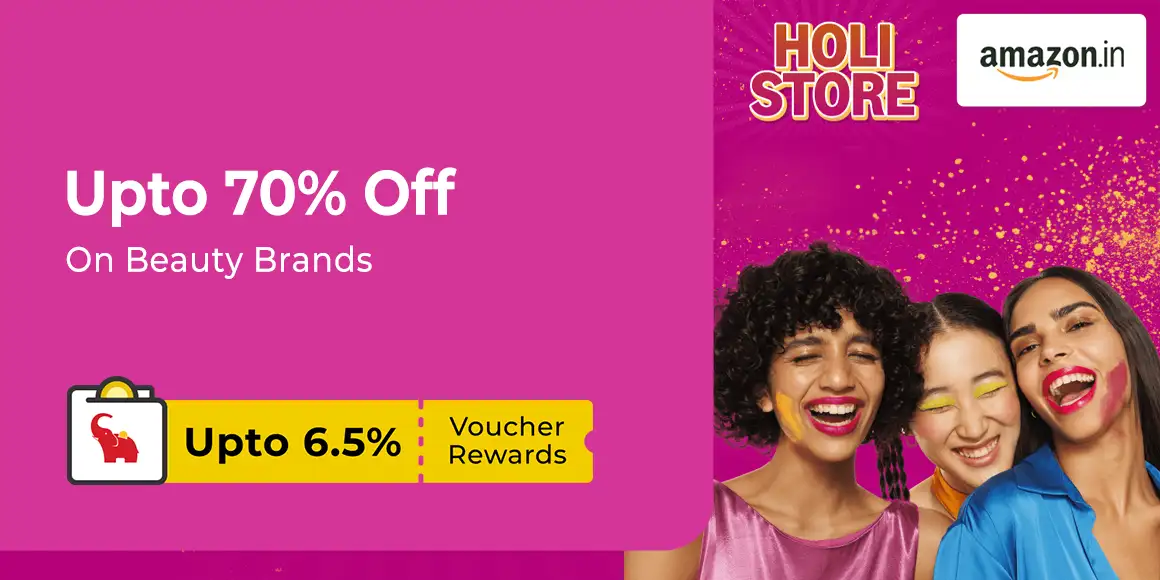 HOLI
STORE
amazon.in
Upto 70% Off
On Beauty Brands
Upto 6.5%
Voucher
Rewards